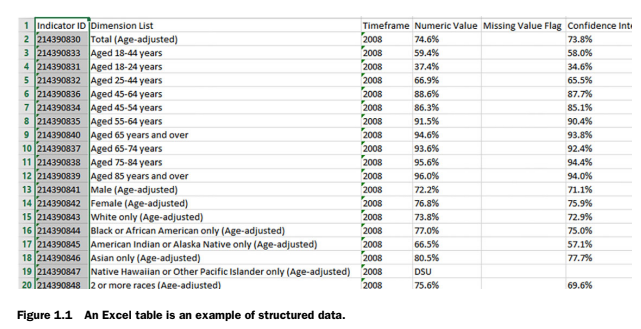 1 Indicator ID Dimension List Timeframe Numeric Value Missing Value Flag Confidence Inte
2 214390830 Total (Age-adjusted) 2008 74.6% 73.8%
3 214390833 Aged 18-44 years 2008 59.4% 58.0%
4 214390831 Aged 18-24 years 2008 37.4% 34.6%
5 214390832 Aged 25-44 years 2008 66.9% 65.5%
6 214390836 Aged 45-64 years 2008 88.6% 87.7%
7 214390834 Aged 45-54 years 2008 86.3% 85.1%
8 214390835 Aged 55-64 years 2008 91.5% 90.4%
9 214390840 Aged 65 years and over 2008 94.6% 93.8%
10 214390837 Aged 65-74 years 2008 93.6% 92.4%
11 214390838 Aged 75-84 years 2008 95.6% 94.4%
12 214390839 Aged 85 years and over 2008 96.0% 94.0%
13 214390841 Male (Age-adjusted) 2008 72.2% 71.1%
14 214390842 Female (Age-adjusted) 2008 76.8% 75.9%
15 214390843 White only (Age-adjusted) 2008 73.8% 72.9%
16 214390844 Black or African American only (Age-adjusted) 2008 77.0% 75.0%
17 214390845 American Indian or Alaska Native only (Age-adjusted) 2008 66.5% 57.1%
18 214390846 Asian only (Age-adjusted) 2008 80.5% 77.7%
19 214390847 Native Hawaiian or Other Pacific Islander only (Age-adjusted) 2008 DSU
20 214390848 2 or more races (Age-adjusted) 2008 75.6% 69.6%
Figure 1.1 An Excel table is an example of structured data.